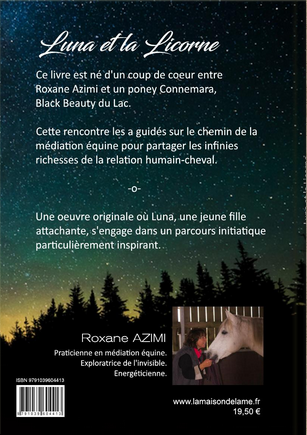 Luna et la Licorne
Ce livre est né d'un coup de coeur entre
Roxane Azimi et un poney Connemara,
Black Beauty du Lac.
Cette rencontre les a guidés sur le chemin de la
médiation équine pour partager les infinies
richesses de la relation humain-cheval.
-o-
Une oeuvre originale où Luna, une jeune fille
attachante, s'engage dans un parcours initiatique
particulièrement inspirant.
Roxane AZIMI
Praticienne en médiation équine.
Exploratrice de l'invisible.
Energéticienne.
ISBN 9791039604413
9791039604413
www.lamaisondelame.fr
19,50 €